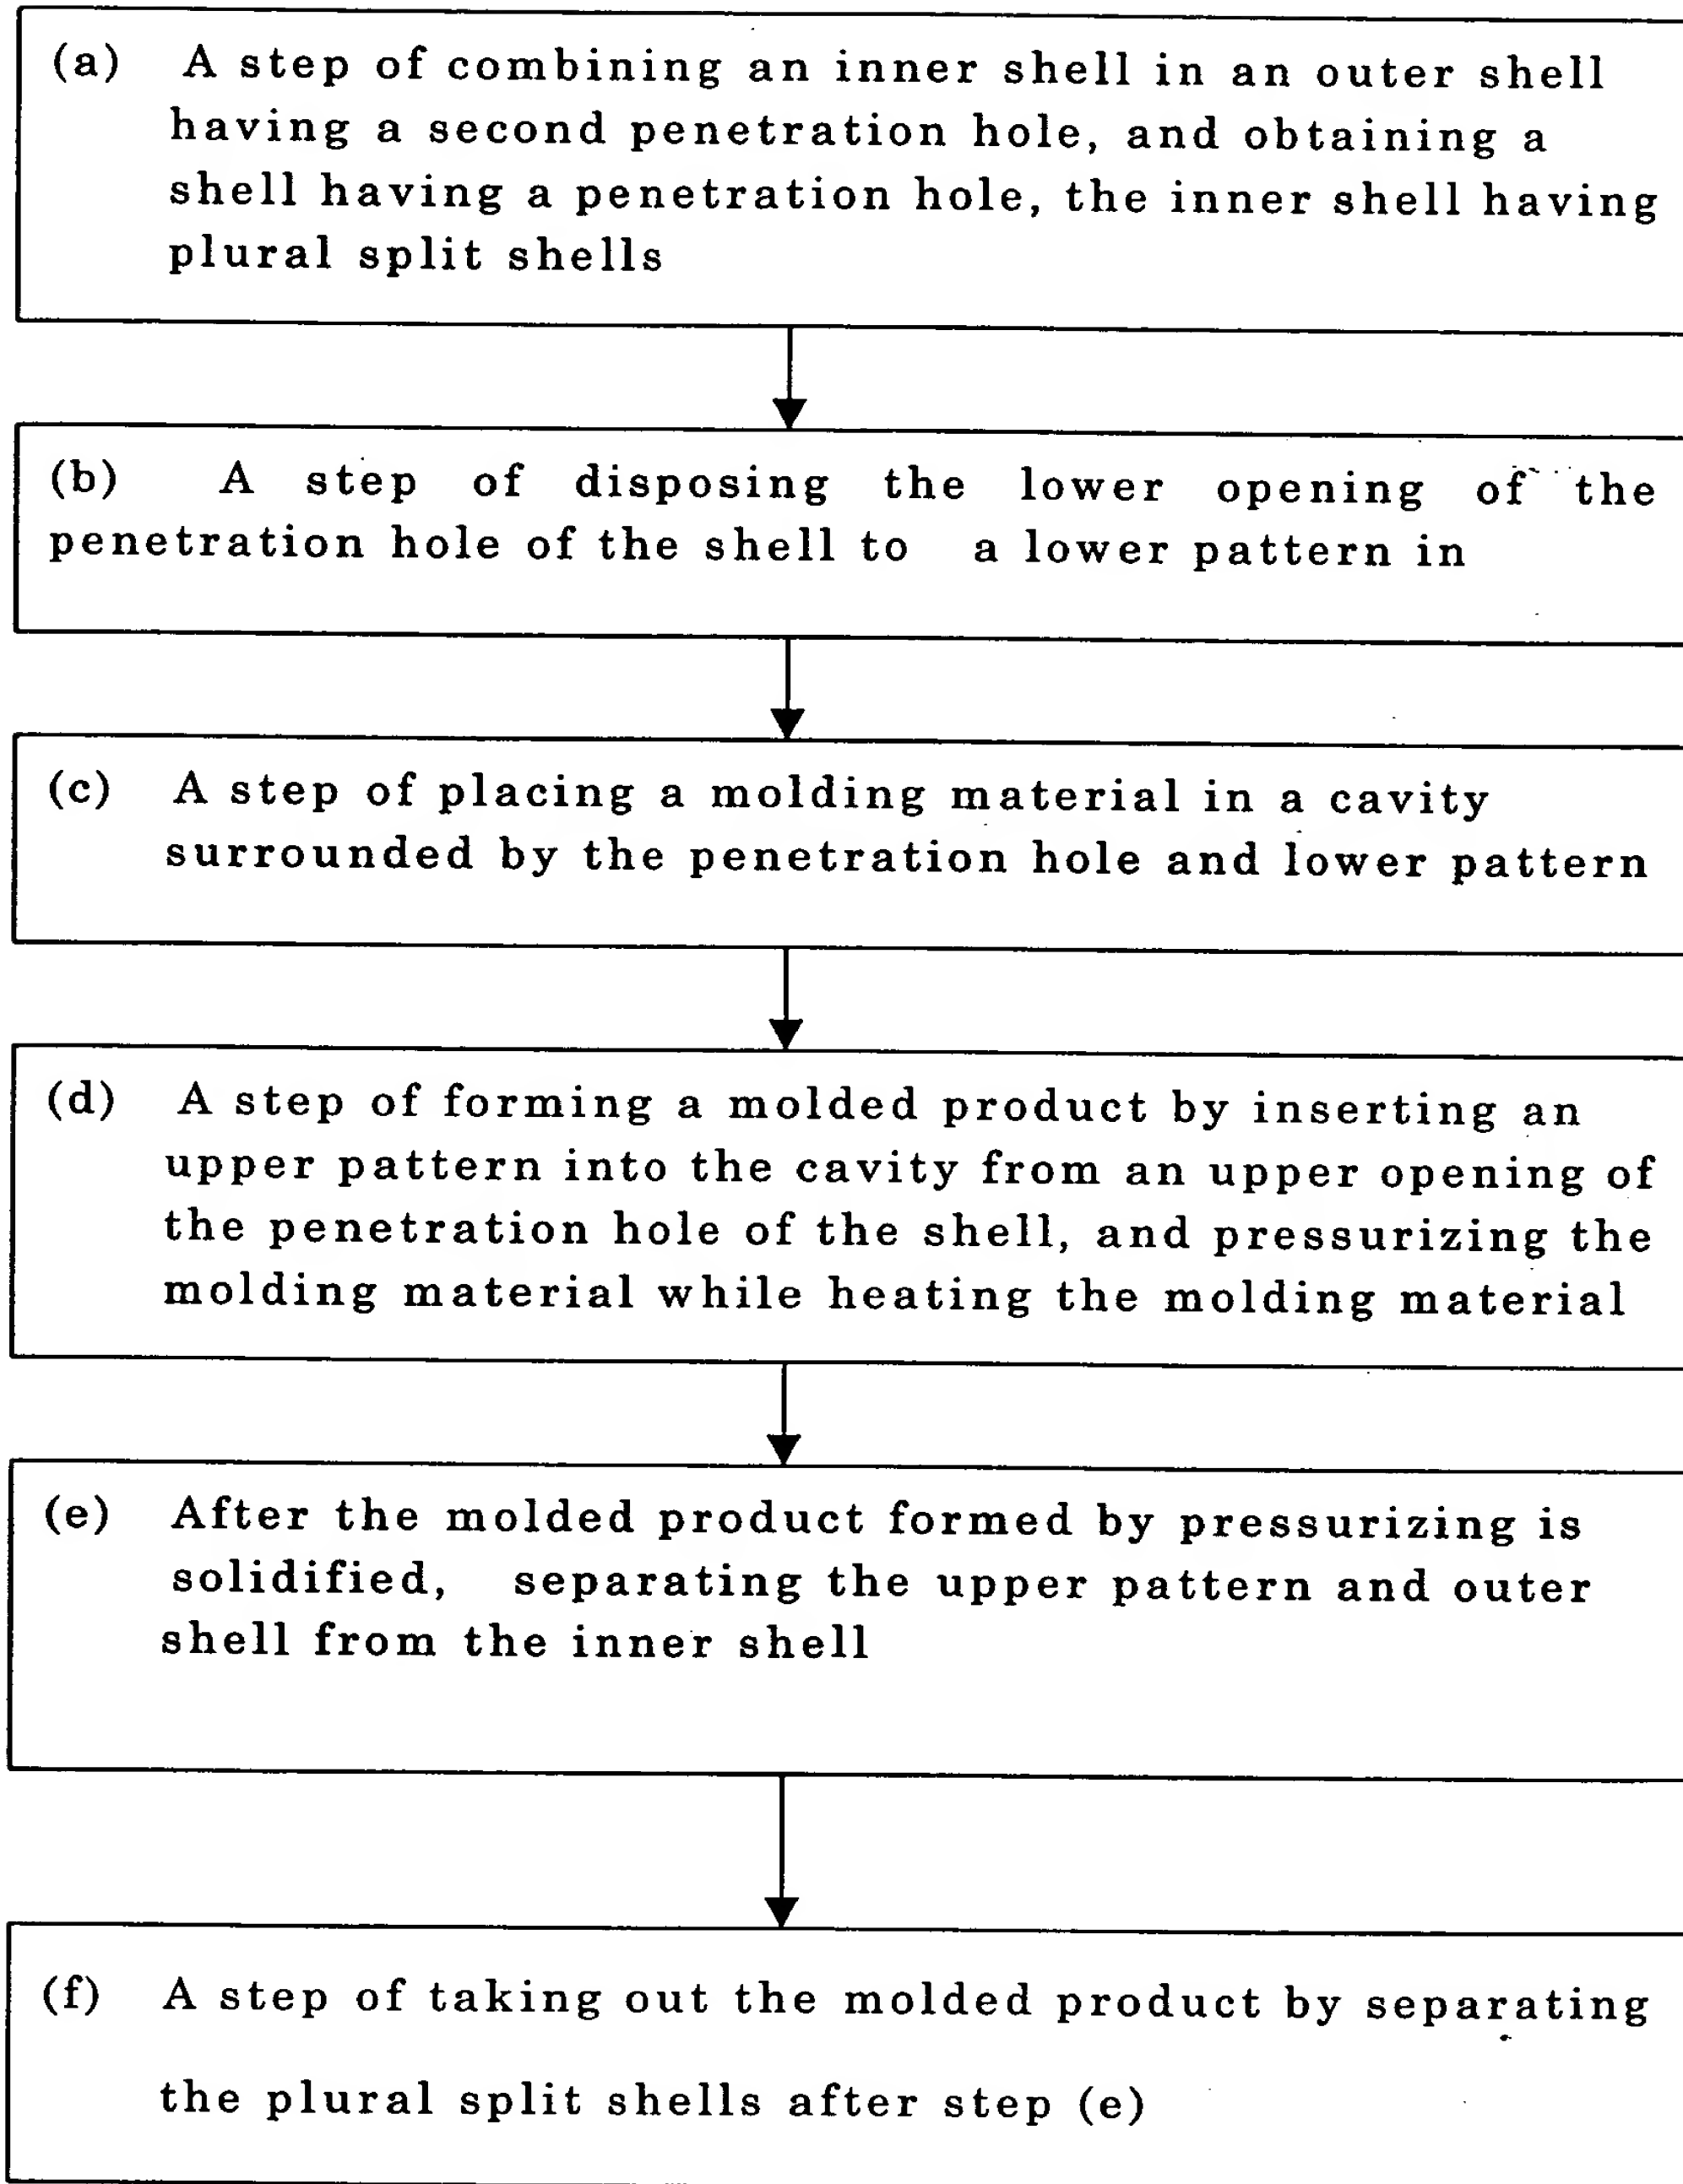 (a) A step of combining an inner shell in an outer shell
having a second penetration hole, and obtaining a
shell having a penetration hole, the inner shell having
plural split shells
(b) A step of disposing the lower opening of the
penetration hole of the shell to a lower pattern in
(c) A step of placing a molding material in a cavity
surrounded by the penetration hole and lower pattern
(d) A step of forming a molded product by inserting an
upper pattern into the cavity from an upper opening of
the penetration hole of the shell, and pressurizing the
molding material while heating the molding material
(e) After the molded product formed by pressurizing is
solidified, separating the upper pattern and outer
shell from the inner shell
(f) A step of taking out the molded product by separating
the plural split shells after step (e)